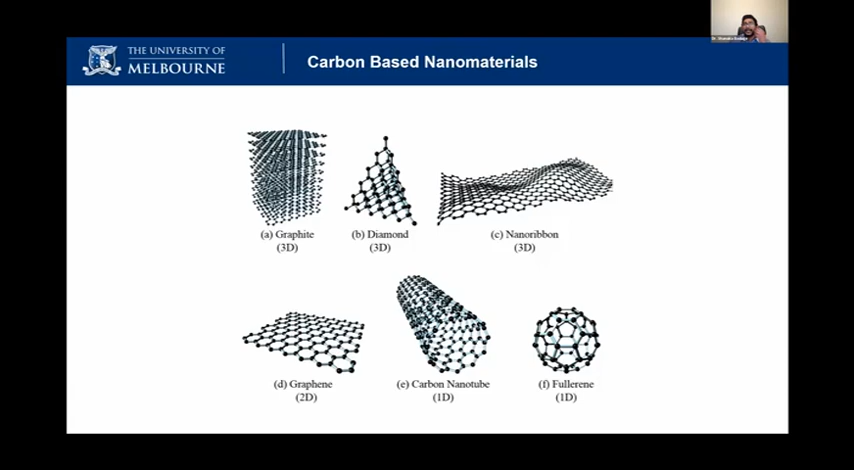 THE UNIVERSITY OF
MELBOURNE
Carbon Based Nanomaterials
(a) Graphite
(3D)
(b) Diamond
(3D)
(c) Nanoribbon
(3D)
(d) Graphene
(2D)
(e) Carbon Nanotube
(1D)
(f) Fullerene
(1D)